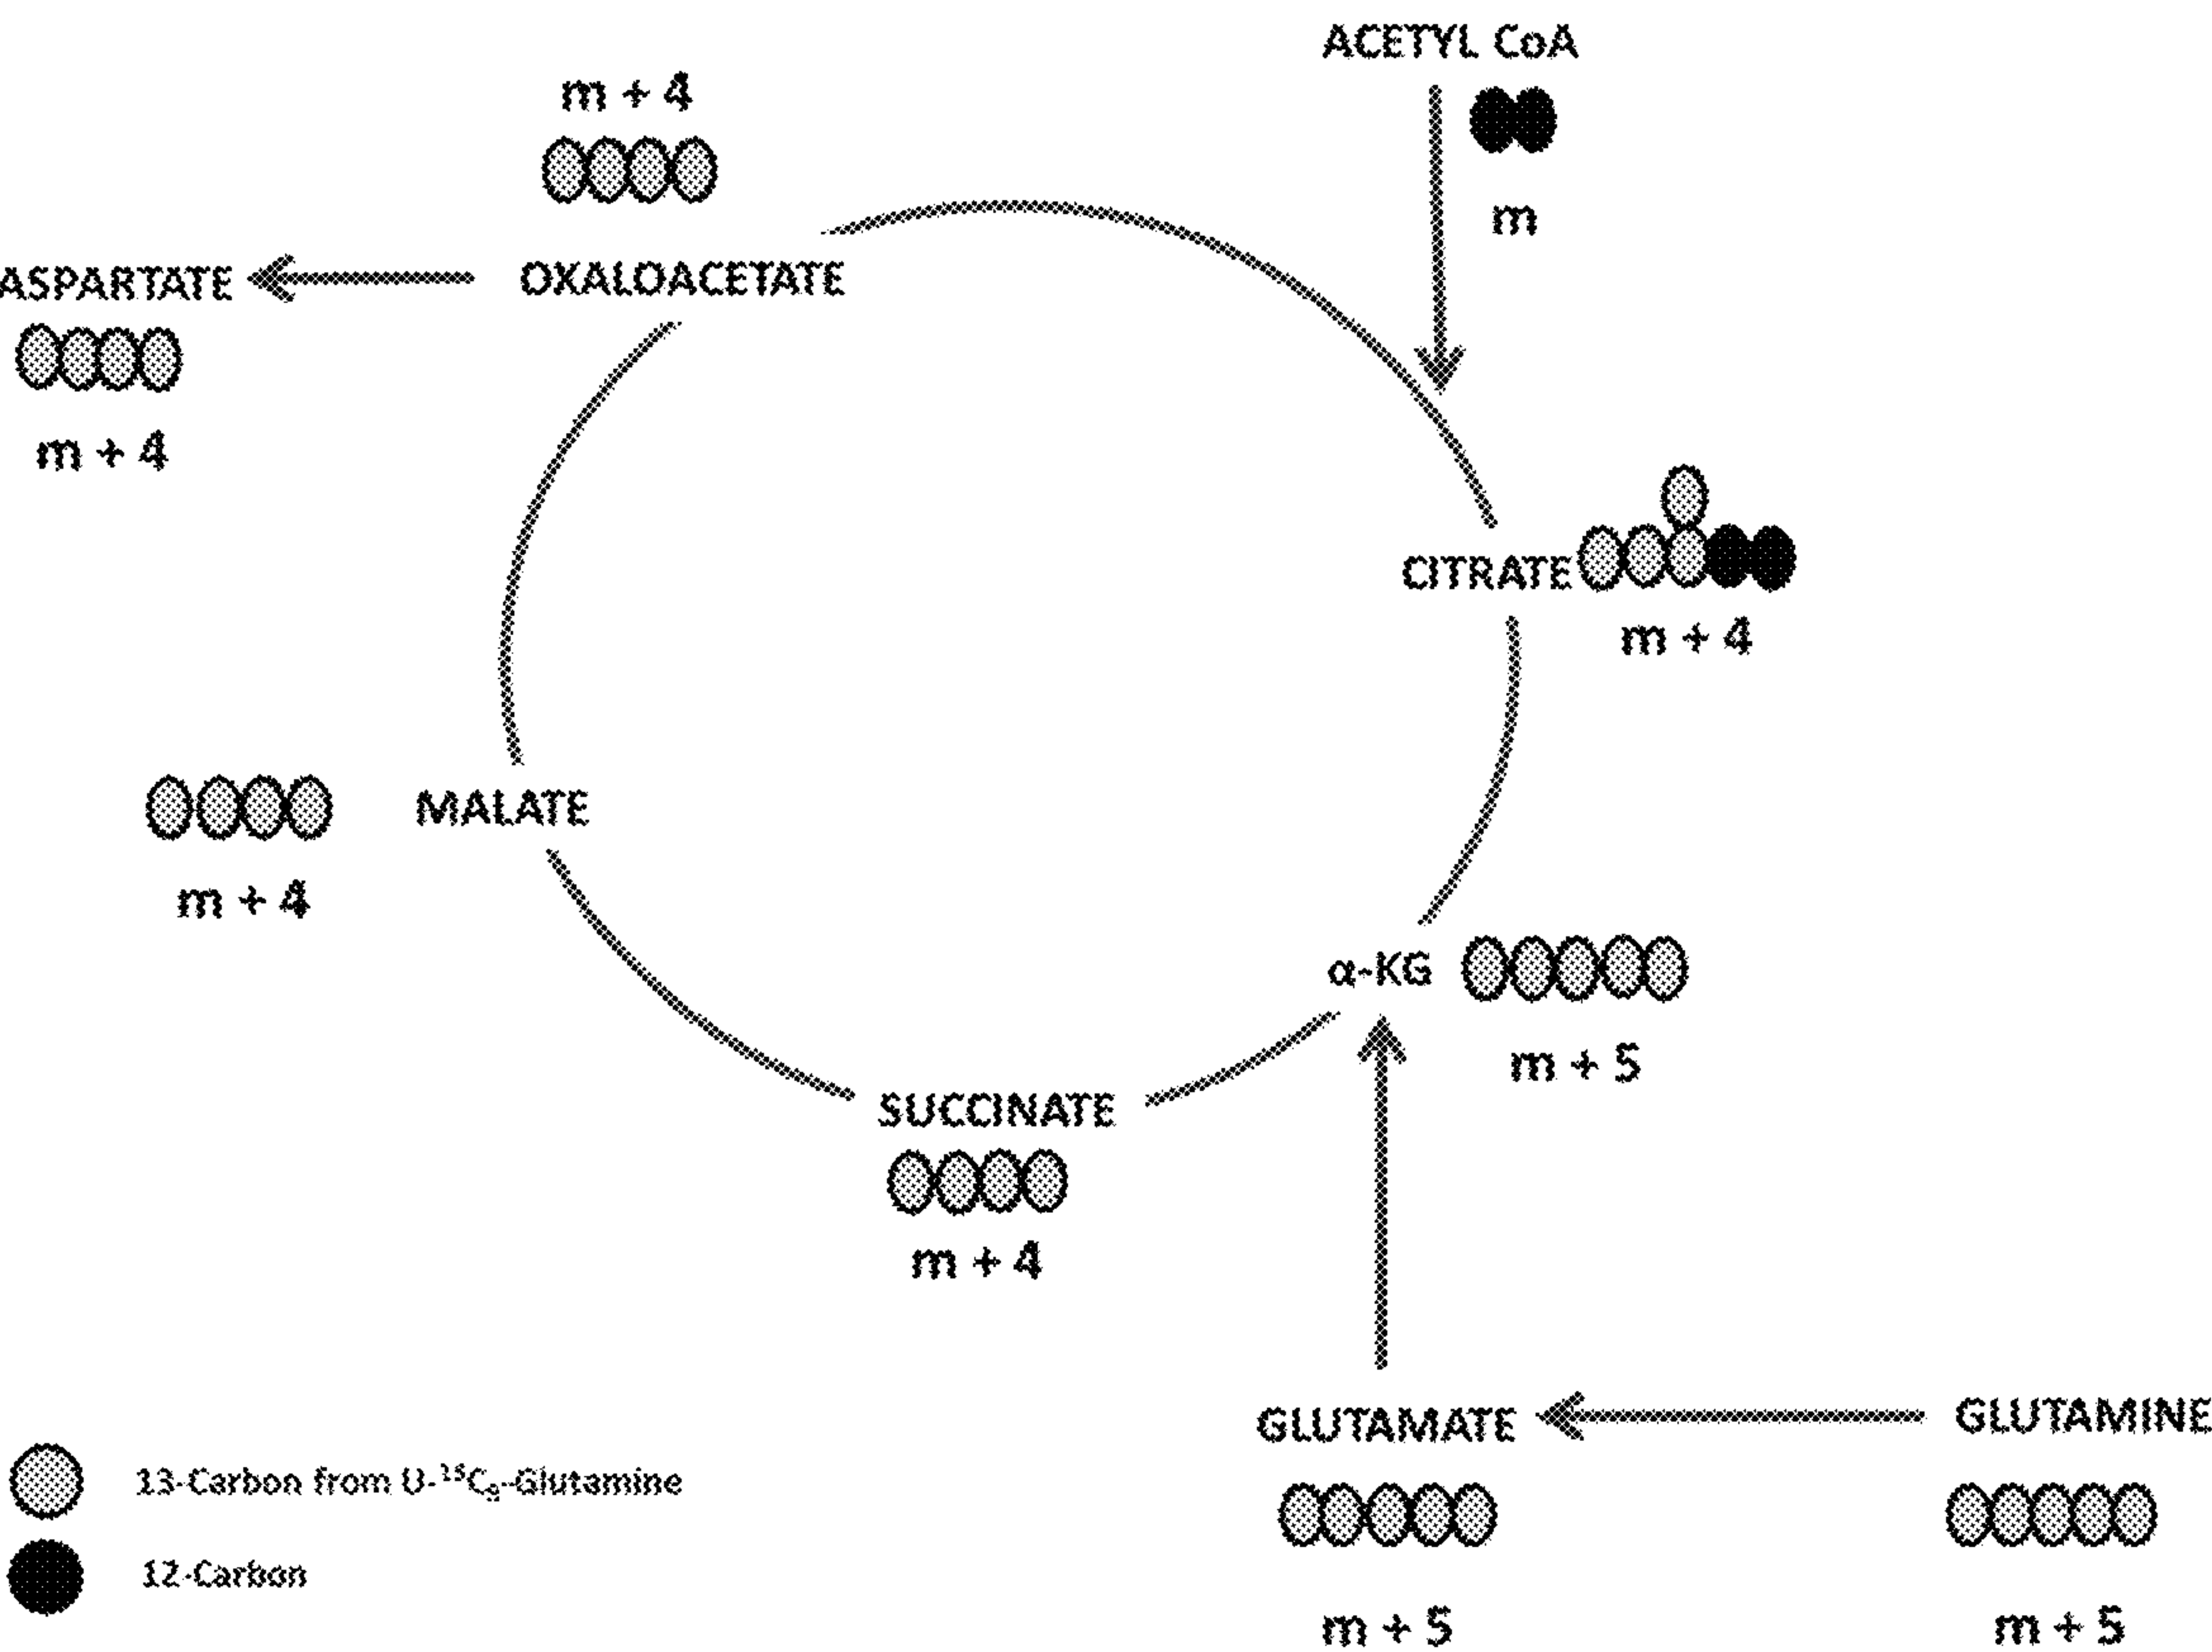 ACETYL CoA
m
m + 4
OXALOACETATE
ASPARTATE
m + 4
CITRATE
m + 4
MALATE
m + 4
α-KG
m + 5
SUCCINATE
m + 4
GLUTAMATE
m + 5
GLUTAMINE
m + 5
13-Carbon from U-¹³C₅-Glutamine
12-Carbon